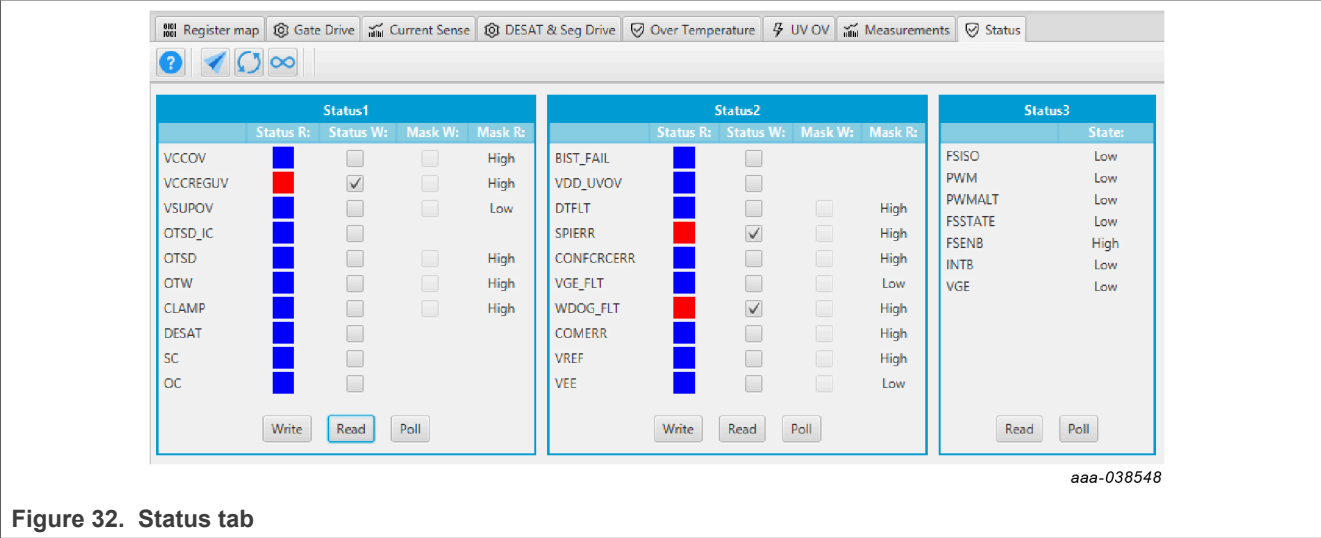 Register map Gate Drive Current Sense DESAT & Seg Drive Over Temperature UV OV Measurements Status
Status1
Status R: Status W: Mask W: Mask R:
VCCOV High
VCCREGUV High
VSUPOV Low
OTSD_IC
OTSD High
OTW High
CLAMP High
DESAT
SC
OC
Write Read Poll
Status2
Status R: Status W: Mask W: Mask R:
BIST_FAIL
VDD_UVOV
DTFLT High
SPIERR High
CONFCRCERR High
VGE_FLT Low
WDOG_FLT High
COMERR High
VREF High
VEE Low
Write Read Poll
Status3
State:
FSISO Low
PWM Low
PWMALT Low
FSSTATE Low
FSENB High
INTB Low
VGE Low
Read Poll
aaa-038548
Figure 32. Status tab